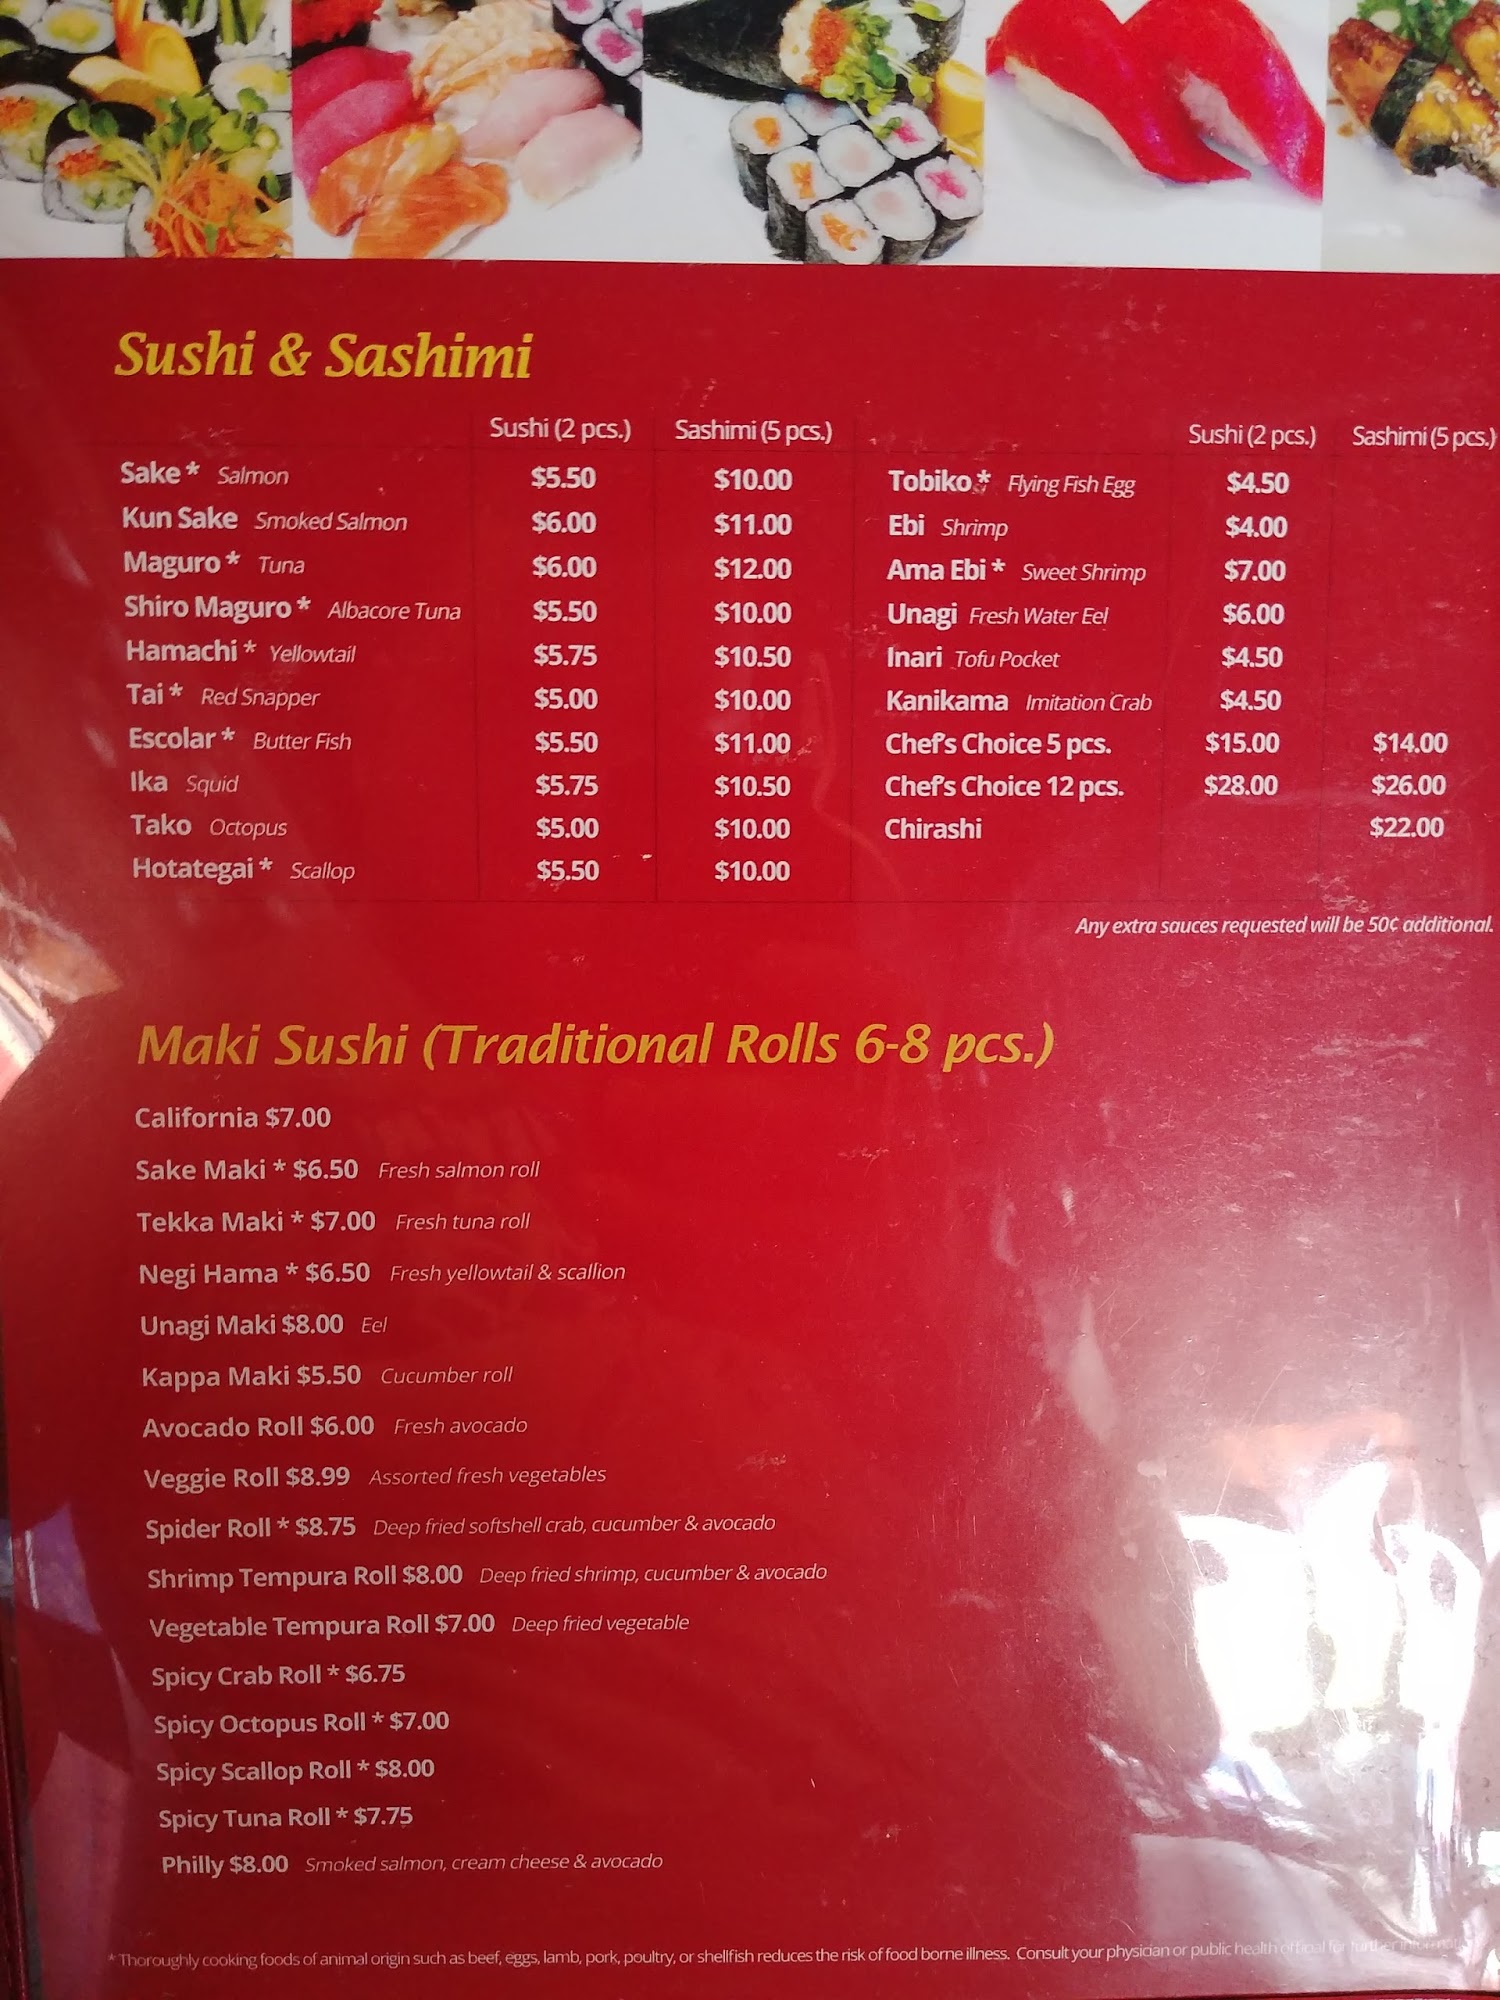 Sushi & Sashimi
Sushi (2 pcs.) Sashimi (5 pcs.)
Sake * Salmon $5.50 $10.00
Kun Sake Smoked Salmon $6.00 $11.00
Maguro * Tuna $6.00 $12.00
Shiro Maguro * Albacore Tuna $5.50 $10.00
Hamachi * Yellowtail $5.75 $10.50
Tai * Red Snapper $5.00 $10.00
Escolar * Butter Fish $5.50 $11.00
Ika Squid $5.75 $10.50
Tako Octopus $5.00 $10.00
Hotategai * Scallop $5.50 $10.00
Sushi (2 pcs.) Sashimi (5 pcs.)
Tobiko * Flying Fish Egg $4.50
Ebi Shrimp $4.00
Ama Ebi * Sweet Shrimp $7.00
Unagi Fresh Water Eel $6.00
Inari Tofu Pocket $4.50
Kanikama Imitation Crab $4.50
Chef's Choice 5 pcs. $15.00 $14.00
Chef's Choice 12 pcs. $28.00 $26.00
Chirashi $22.00
Any extra sauces requested will be 50¢ additional.
Maki Sushi (Traditional Rolls 6-8 pcs.)
California $7.00
Sake Maki * $6.50 Fresh salmon roll
Tekka Maki * $7.00 Fresh tuna roll
Negi Hama * $6.50 Fresh yellowtail & scallion
Unagi Maki $8.00 Eel
Kappa Maki $5.50 Cucumber roll
Avocado Roll $6.00 Fresh avocado
Veggie Roll $8.99 Assorted fresh vegetables
Spider Roll * $8.75 Deep fried softshell crab, cucumber & avocado
Shrimp Tempura Roll $8.00 Deep fried shrimp, cucumber & avocado
Vegetable Tempura Roll $7.00 Deep fried vegetable
Spicy Crab Roll * $6.75
Spicy Octopus Roll * $7.00
Spicy Scallop Roll * $8.00
Spicy Tuna Roll * $7.75
Philly $8.00 Smoked salmon, cream cheese & avocado
* Thoroughly cooking foods of animal origin such as beef, eggs, lamb, pork, poultry, or shellfish reduces the risk of food borne illness. Consult your physician or public health offical for further